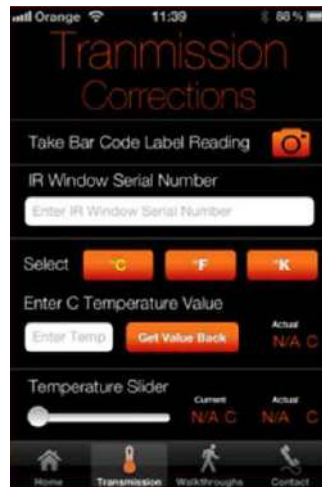 Orange 11:39 88 %
Tranmission
Corrections
Take Bar Code Label Reading
IR Window Serial Number
Enter IR Window Serial Number
Select °C °F °K
Enter C Temperature Value
Actual
Enter Temp Get Value Back N/A C
Temperature Slider
Current Actual
N/A C N/A C
Home Transmission Walkthroughs Contact